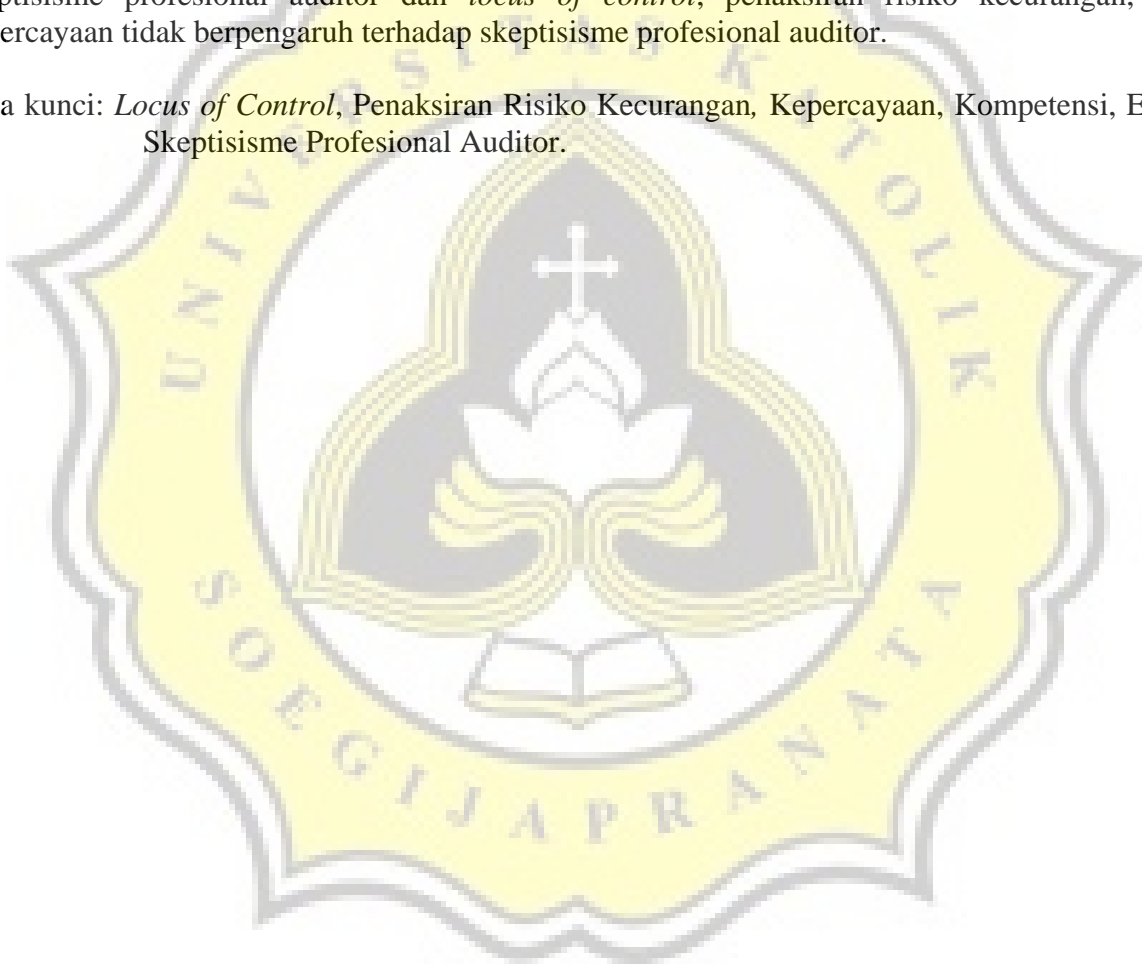 ptisisme profesional auditor dan locus of control, penaksiran risiko kecurangan,
ercayaan tidak berpengaruh terhadap skeptisisme profesional auditor.
a kunci: Locus of Control, Penaksiran Risiko Kecurangan, Kepercayaan, Kompetensi, E
Skeptisisme Profesional Auditor.
UNIVERSITAS KATOLIK
SOEGIJAPRANATA